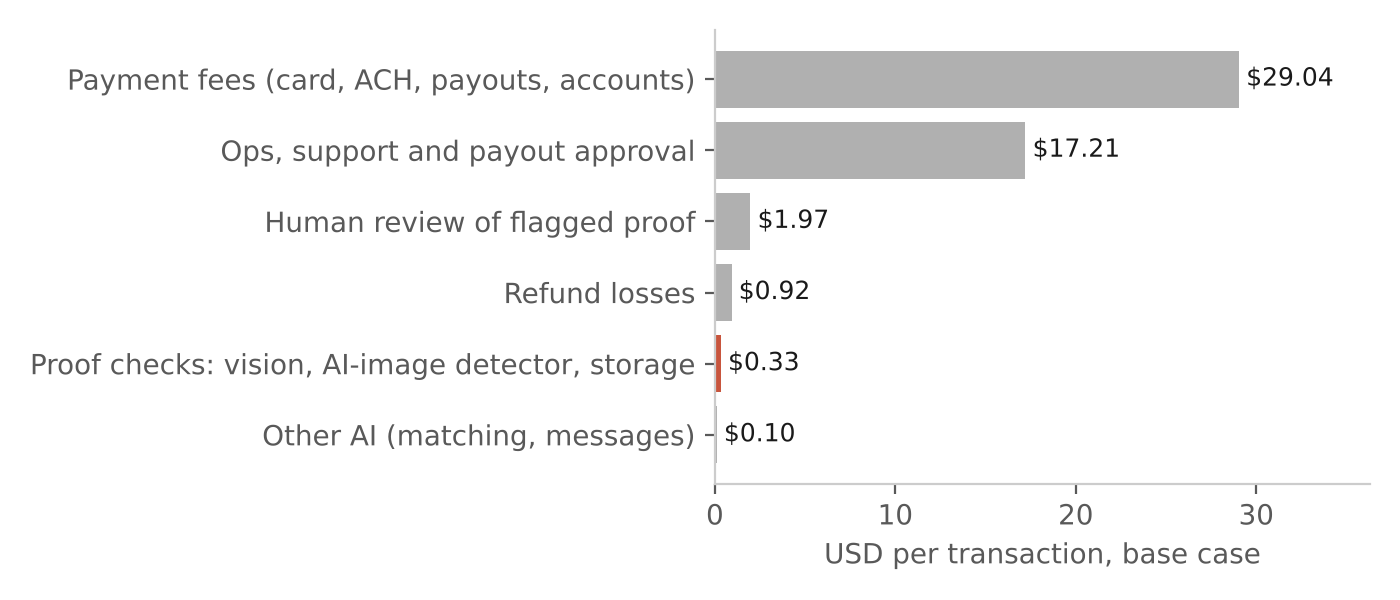 Payment fees (card, ACH, payouts, accounts) $29.04
Ops, support and payout approval $17.21
Human review of flagged proof $1.97
Refund losses $0.92
Proof checks: vision, AI-image detector, storage $0.33
Other AI (matching, messages) $0.10
0 10 20 30
USD per transaction, base case